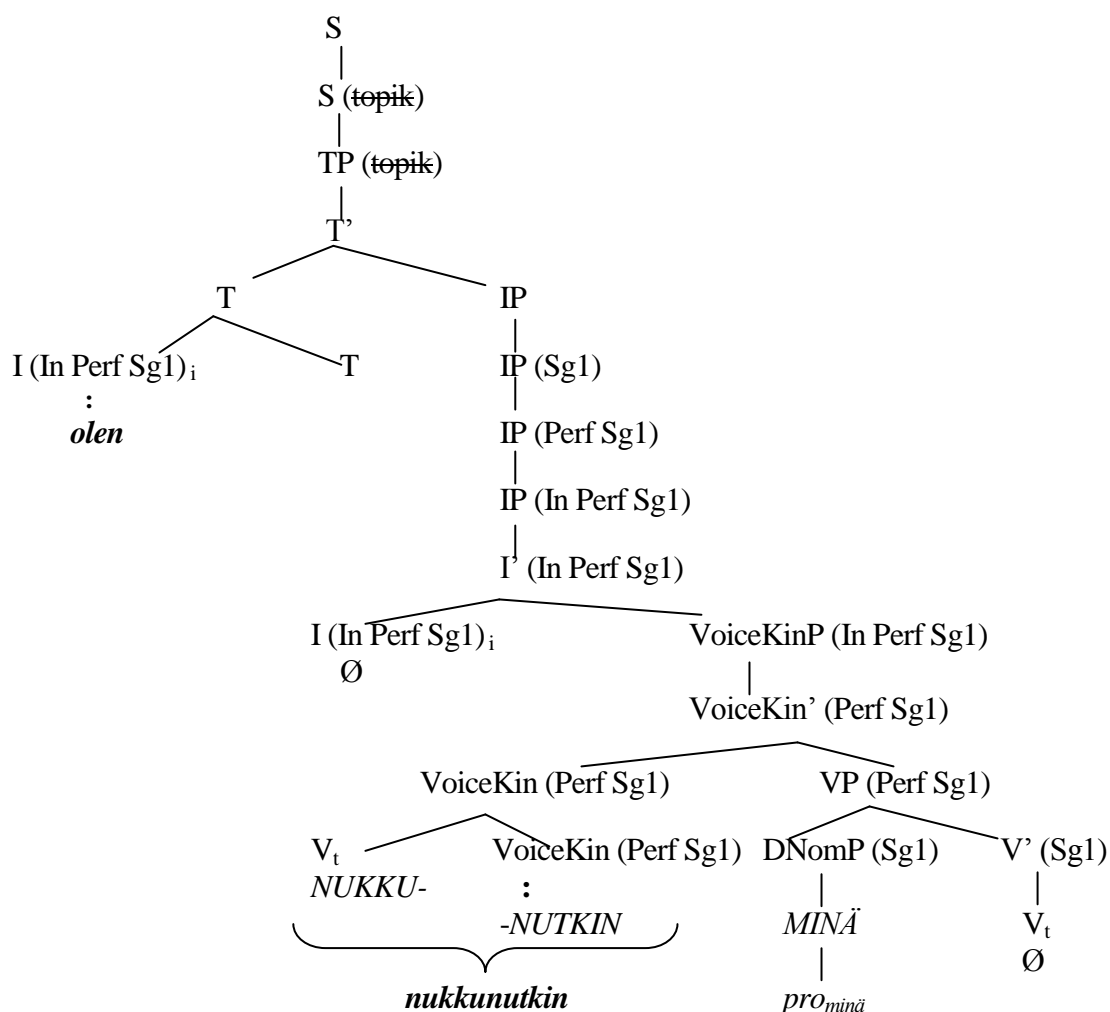 S
S (topik)
TP (topik)
T’
T IP
I (In Perf Sg1) i T IP (Sg1)
:
olen
IP (Perf Sg1)
IP (In Perf Sg1)
I’ (In Perf Sg1)
I (In Perf Sg1) i VoiceKinP (In Perf Sg1)
Ø
VoiceKin’ (Perf Sg1)
VoiceKin (Perf Sg1) VP (Perf Sg1)
Vt VoiceKin (Perf Sg1) DNomP (Sg1) V’ (Sg1)
NUKKU- :
-NUTKIN MINÄ Vt
Ø
nukkunutkin prominä